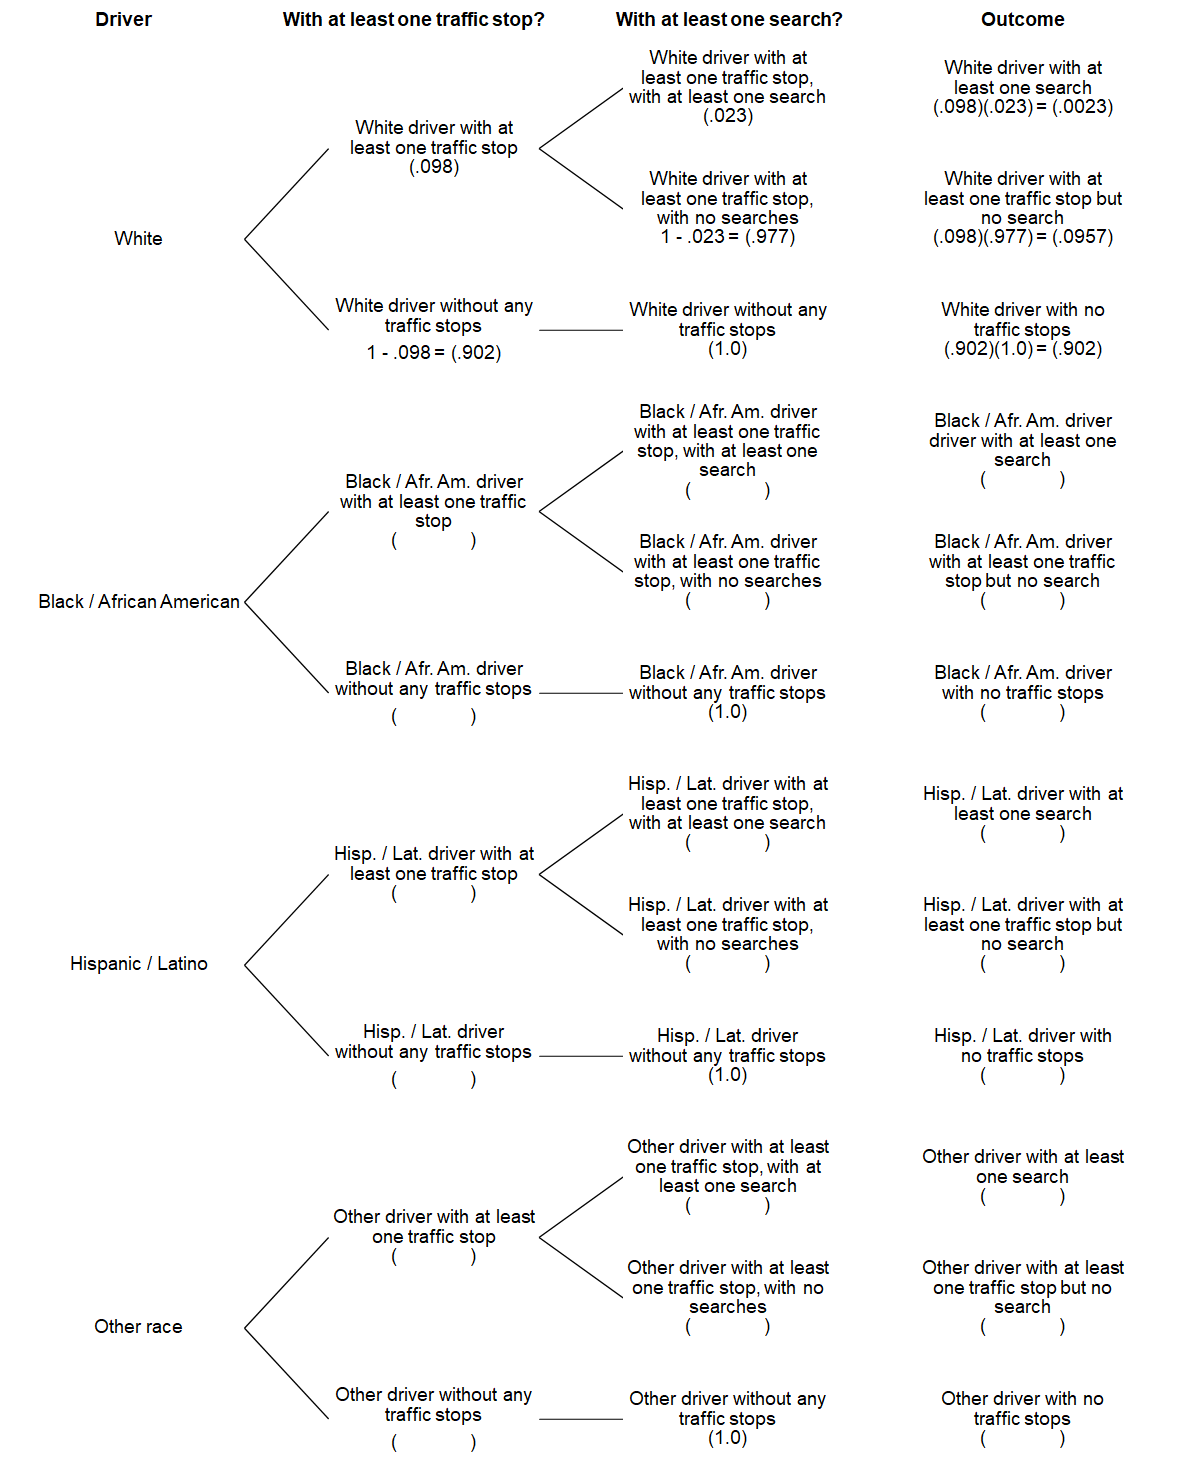 Driver
With at least one traffic stop?
With at least one search?
Outcome
White
White driver with at
least one traffic stop
(.098)
White driver with at
least one traffic stop,
with at least one search
(.023)
White driver with at
least one search
(.098)(.023) = (.0023)
White driver with at
least one traffic stop,
with no searches
1 - .023 = (.977)
White driver with at
least one traffic stop but
no search
(.098)(.977) = (.0957)
White driver without any
traffic stops
1 - .098 = (.902)
White driver without any
traffic stops
(1.0)
White driver with no
traffic stops
(.902)(1.0) = (.902)
Black / African American
Black / Afr. Am. driver
with at least one traffic
stop
( )
Black / Afr. Am. driver
with at least one traffic
stop, with at least one
search
( )
Black / Afr. Am. driver
driver with at least one
search
( )
Black / Afr. Am. driver
with at least one traffic
stop, with no searches
( )
Black / Afr. Am. driver
with at least one traffic
stop but no search
( )
Black / Afr. Am. driver
without any traffic stops
( )
Black / Afr. Am. driver
without any traffic stops
(1.0)
Black / Afr. Am. driver
with no traffic stops
( )
Hispanic / Latino
Hisp. / Lat. driver with at
least one traffic stop
( )
Hisp. / Lat. driver with at
least one traffic stop,
with at least one search
( )
Hisp. / Lat. driver with at
least one search
( )
Hisp. / Lat. driver with at
least one traffic stop,
with no searches
( )
Hisp. / Lat. driver with at
least one traffic stop but
no search
( )
Hisp. / Lat. driver
without any traffic stops
( )
Hisp. / Lat. driver
without any traffic stops
(1.0)
Hisp. / Lat. driver with
no traffic stops
( )
Other race
Other driver with at least
one traffic stop
( )
Other driver with at least
one traffic stop, with at
least one search
( )
Other driver with at least
one search
( )
Other driver with at least
one traffic stop, with no
searches
( )
Other driver with at least
one traffic stop but no
search
( )
Other driver without any
traffic stops
( )
Other driver without any
traffic stops
(1.0)
Other driver with no
traffic stops
( )